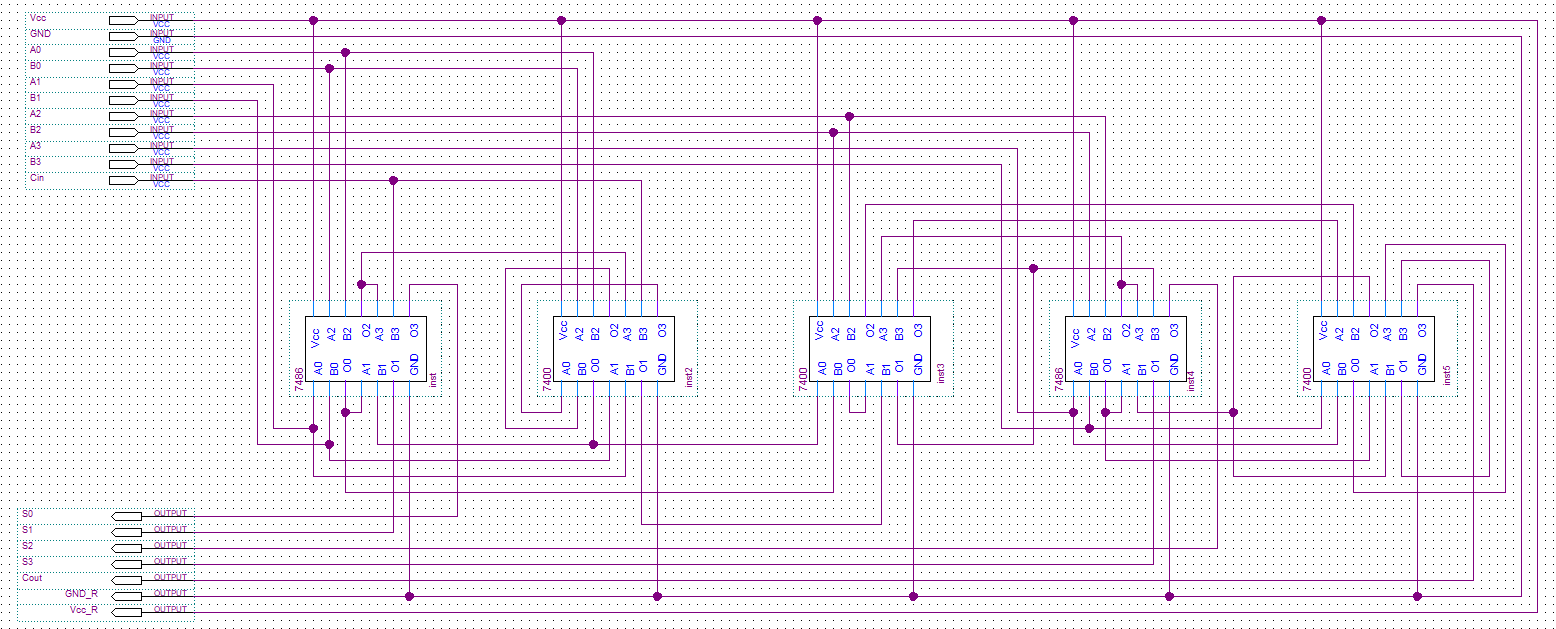 Vcc INPUT VCC
GND INPUT GND
A0 INPUT VCC
B0 INPUT VCC
A1 INPUT VCC
B1 INPUT VCC
A2 INPUT VCC
B2 INPUT VCC
A3 INPUT VCC
B3 INPUT VCC
Cin INPUT VCC
Vcc A2 B2 O2 A3 B3 O3
A0 B0 O0 A1 B1 O1 GND
7486
inst
Vcc A2 B2 O2 A3 B3 O3
A0 B0 O0 A1 B1 O1 GND
7400
inst2
Vcc A2 B2 O2 A3 B3 O3
A0 B0 O0 A1 B1 O1 GND
7400
inst3
Vcc A2 B2 O2 A3 B3 O3
A0 B0 O0 A1 B1 O1 GND
7486
inst4
Vcc A2 B2 O2 A3 B3 O3
A0 B0 O0 A1 B1 O1 GND
7400
inst5
S0 OUTPUT
S1 OUTPUT
S2 OUTPUT
S3 OUTPUT
Cout OUTPUT
GND_R OUTPUT
Vcc_R OUTPUT